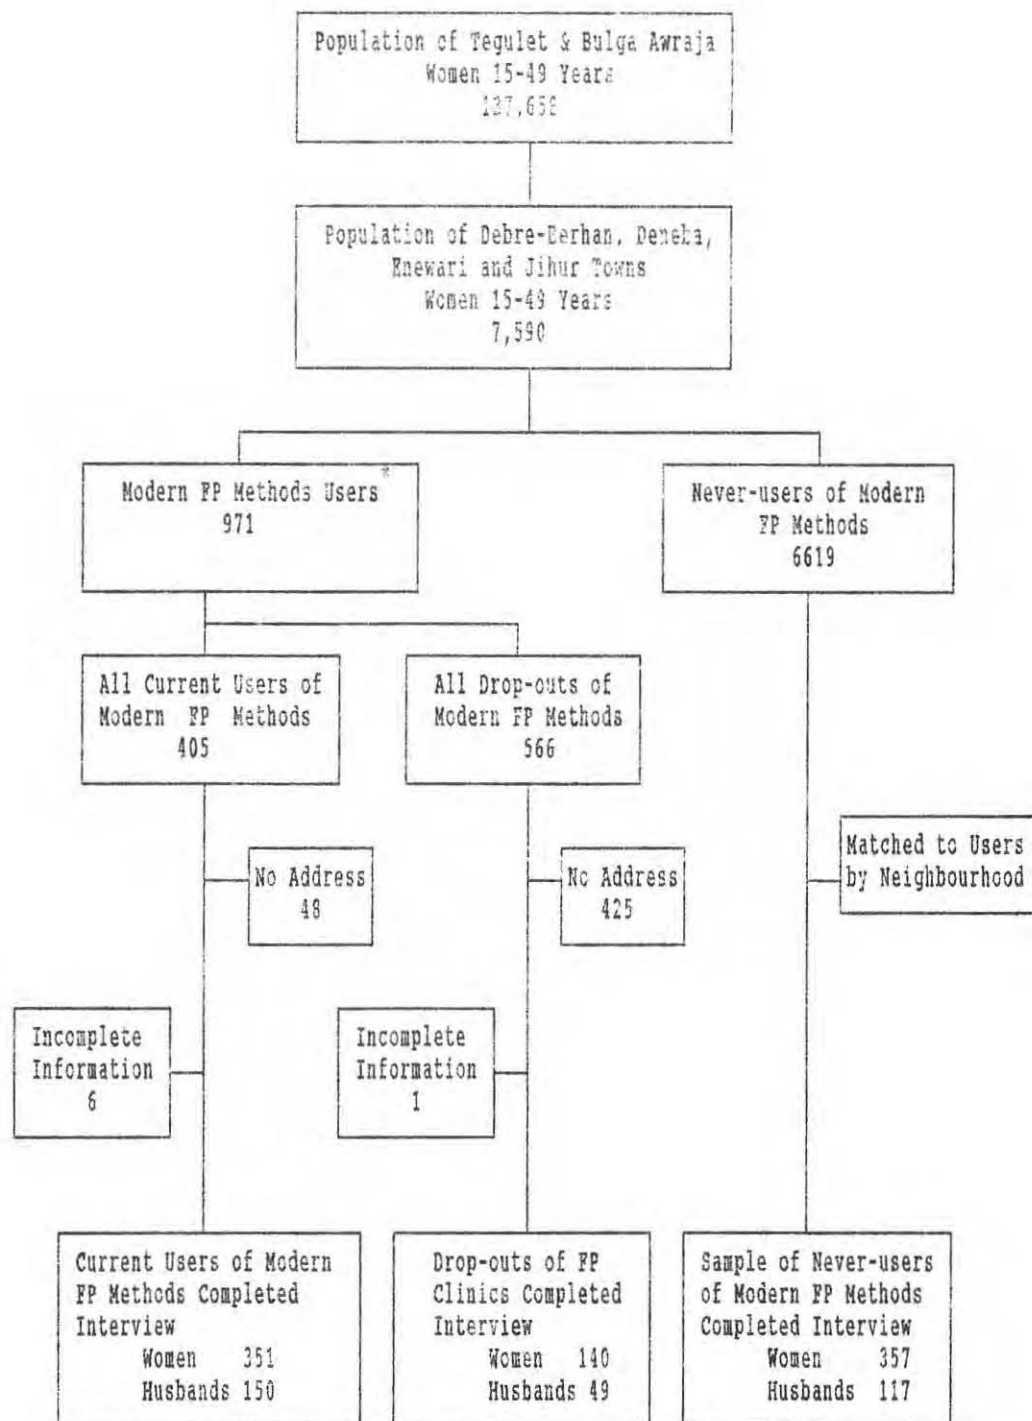 Population of Tegulet & Bulga Awraja
Women 15-49 Years
Population of Debre-Berhan, Deneba,
Enewari and Jihur Towns
Women 15-49 Years
7,590
Modern FP Methods Users*
971
Never-users of Modern
FP Methods
6619
All Current Users of
Modern FP Methods
405
All Drop-outs of
Modern FP Methods
566
Matched to Users
by Neighbourhood
No Address
48
No Address
425
Incomplete
Information
6
Incomplete
Information
1
Current Users of Modern
FP Methods Completed
Interview
Women 351
Husbands 150
Drop-outs of FP
Clinics Completed
Interview
Women 140
Husbands 49
Sample of Never-users
of Modern FP Methods
Completed Interview
Women 357
Husbands 117